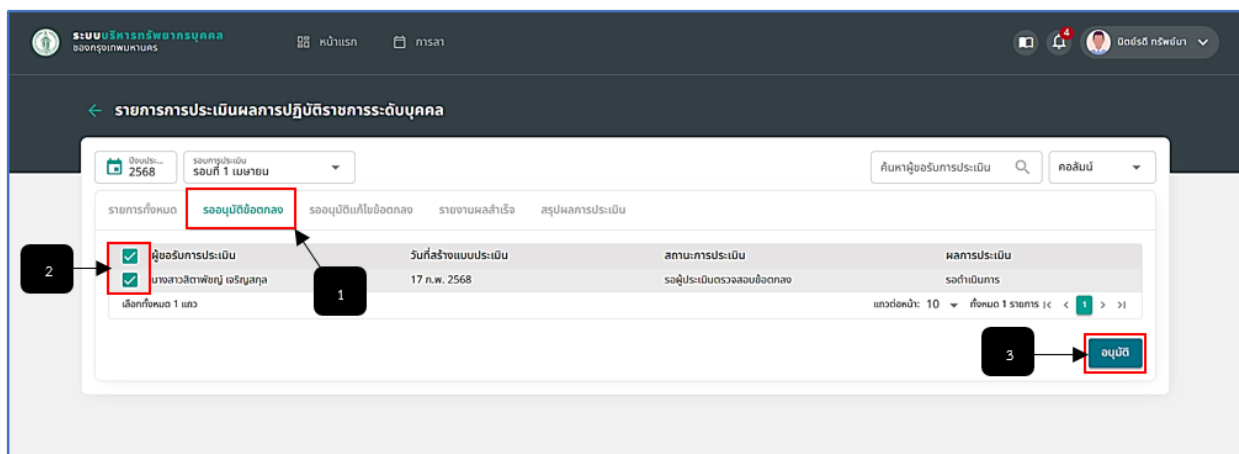 ระบบบริหารทรัพยากรบุคคล
ของกรุงเทพมหานคร
หน้าแรก
ภารลา
4
นิตย์รดี ทรัพย์มา
รายการการประเมินผลการปฏิบัติราชการระดับบุคคล
ปีงบประ...
2568
รอบการประเมิน
รอบที่ 1 เมษายน
ค้นหาผู้ขอรับการประเมิน
คอลัมน์
รายการทั้งหมด รออนุมัติข้อตกลง รออนุมัติแก้ไขข้อตกลง รายงานผลสำเร็จ สรุปผลการประเมิน
2
ผู้ขอรับการประเมิน วันที่สร้างแบบประเมิน สถานะการประเมิน ผลการประเมิน
นางสาวสิตาพัชญ์ เจริญสกุล 17 ก.พ. 2568 รอผู้ประเมินตรวจสอบข้อตกลง รอดำเนินการ
1
เลือกทั้งหมด 1 แถว
แถวต่อหน้า: 10 ทั้งหมด 1 รายการ |< < 1 > >|
3
อนุมัติ